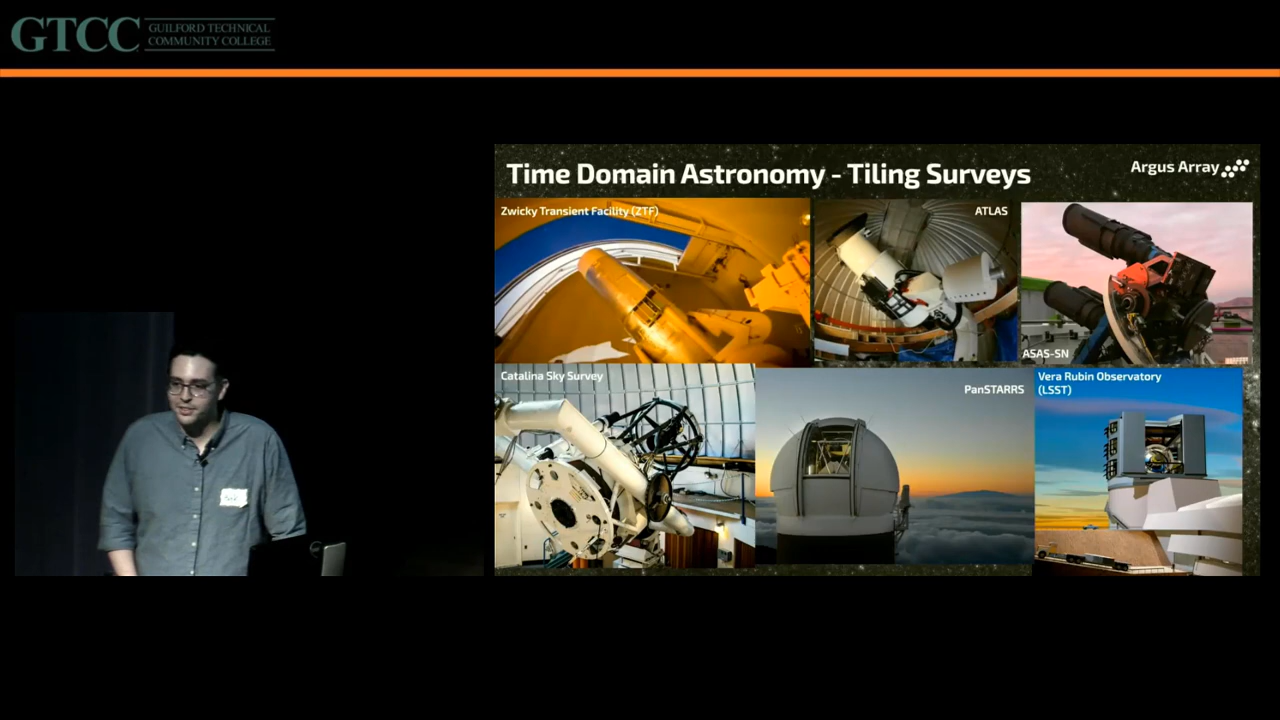 GTCC
GUILFORD TECHNICAL
COMMUNITY COLLEGE
Time Domain Astronomy - Tiling Surveys
Argus Array
Zwicky Transient Facility (ZTF)
ATLAS
ASAS-SN
Catalina Sky Survey
PanSTARRS
Vera Rubin Observatory
(LSST)